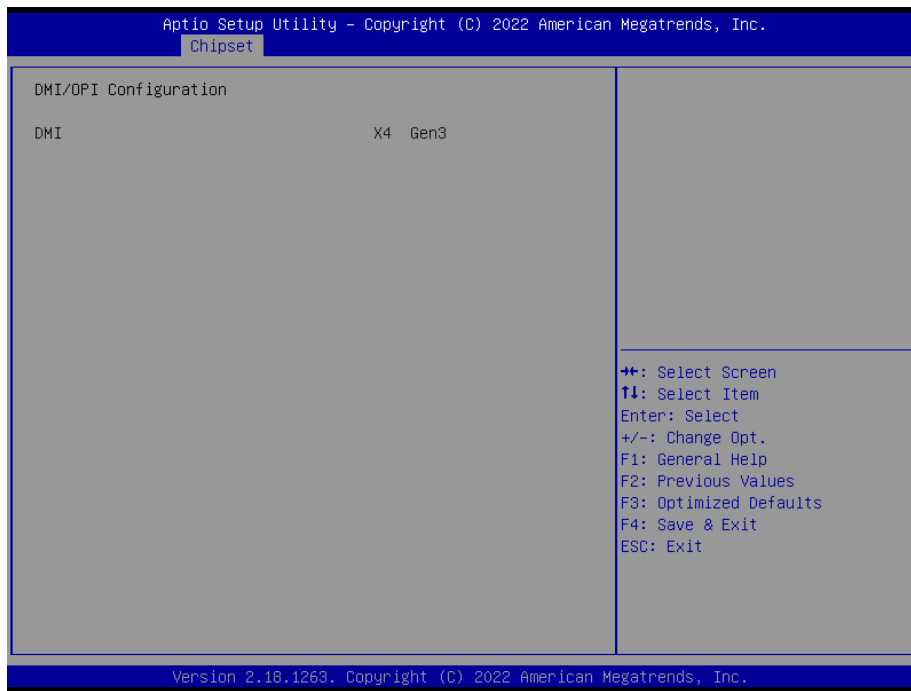 Aptio Setup Utility – Copyright (C) 2022 American Megatrends, Inc.
Chipset
DMI/OPI Configuration
DMI X4 Gen3
→←: Select Screen
↑↓: Select Item
Enter: Select
+/-: Change Opt.
F1: General Help
F2: Previous Values
F3: Optimized Defaults
F4: Save & Exit
ESC: Exit
Version 2.18.1263. Copyright (C) 2022 American Megatrends, Inc.